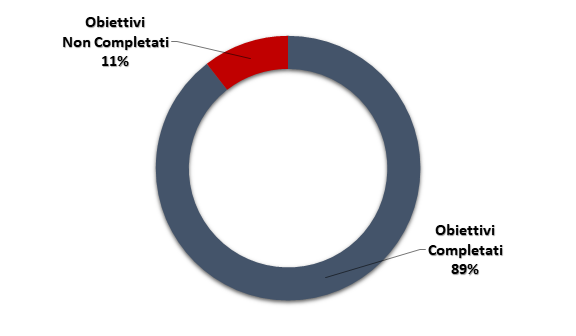 Obiettivi
Non Completati
11%
Obiettivi
Completati
89%